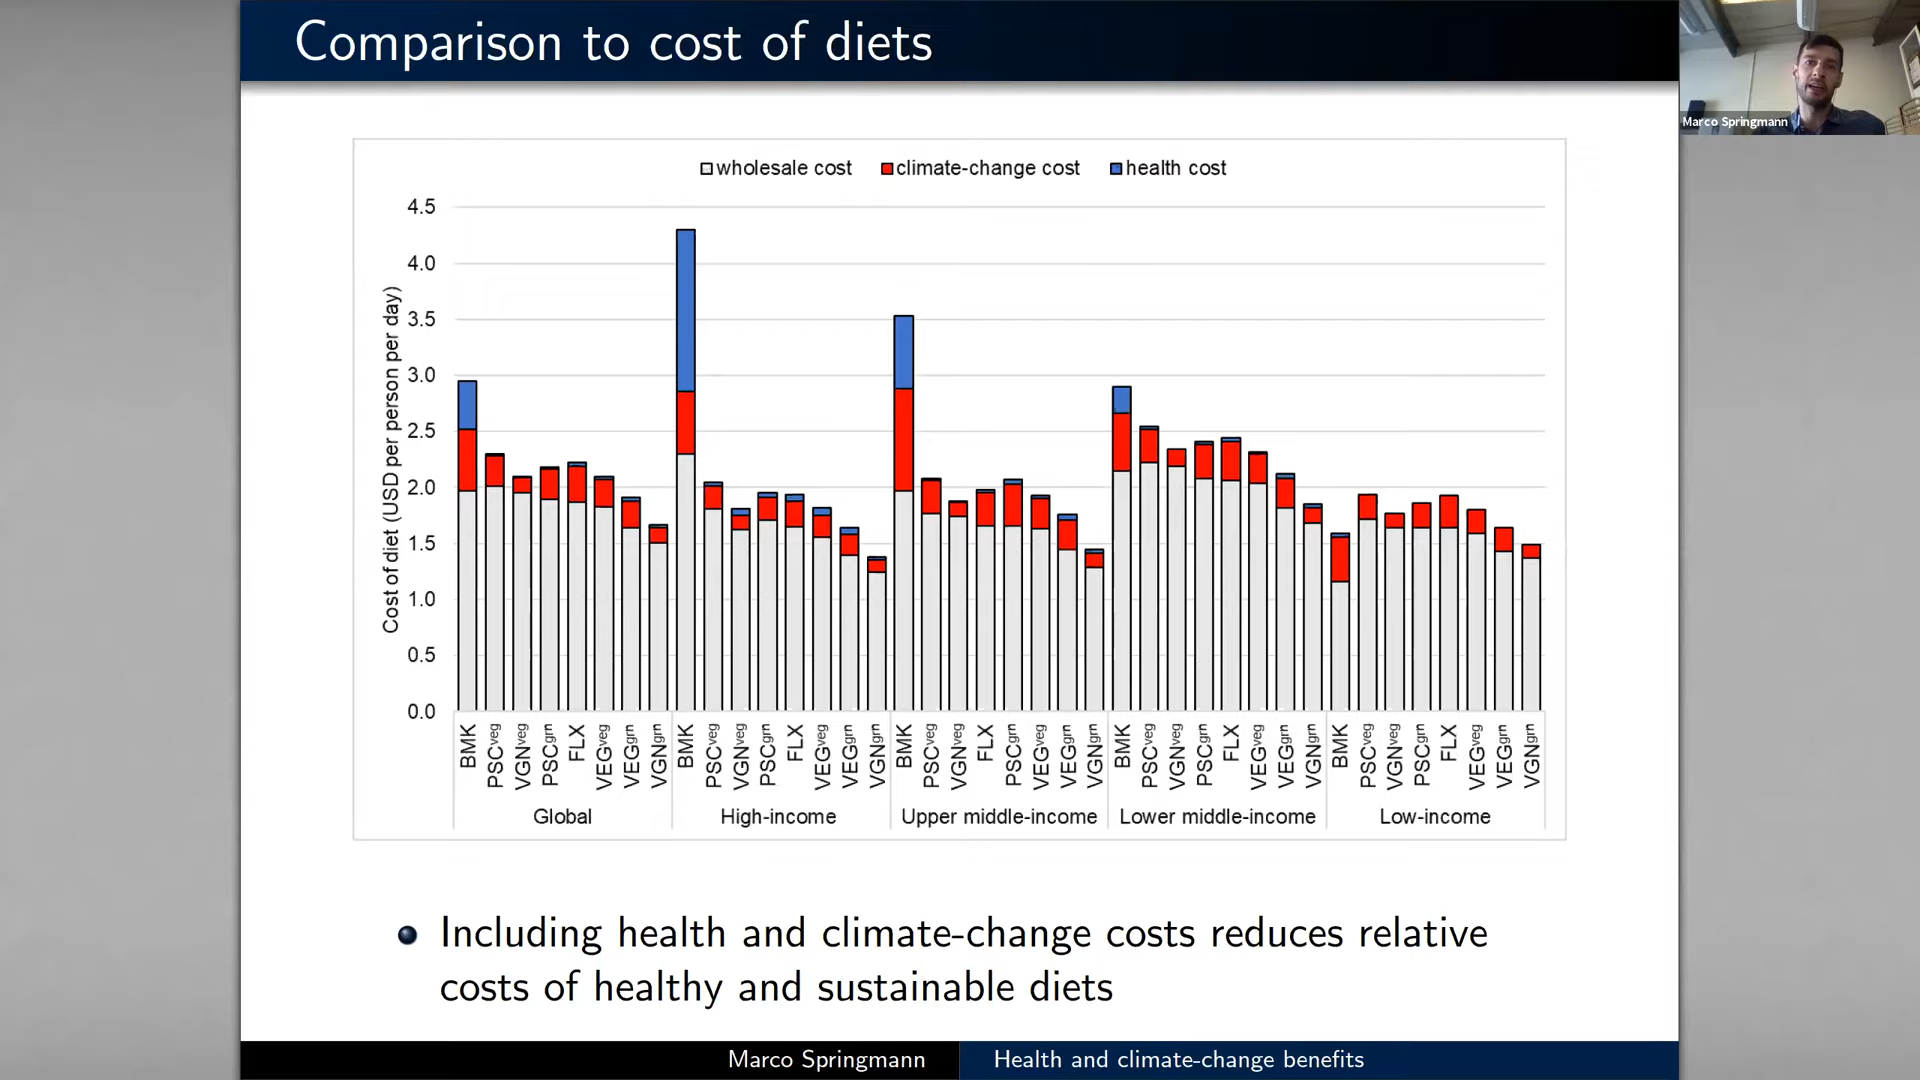 Comparison to cost of diets
Marco Springmann
wholesale cost climate-change cost health cost
Cost of diet (USD per person per day)
4.5
4.0
3.5
3.0
2.5
2.0
1.5
1.0
0.5
0.0
BMK PSCveg VGNveg PSCgrn FLX VEGveg VEGgrn VGNgrn BMK PSCveg VGNveg PSCgrn FLX VEGveg VEGgrn VGNgrn BMK PSCveg VGNveg FLX PSCgrn VEGveg VEGgrn VGNgrn BMK PSCveg VGNveg PSCgrn FLX VEGveg VEGgrn VGNgrn BMK PSCveg VGNveg PSCgrn FLX VEGveg VEGgrn VGNgrn
Global High-income Upper middle-income Lower middle-income Low-income
Including health and climate-change costs reduces relative
costs of healthy and sustainable diets
Marco Springmann Health and climate-change benefits